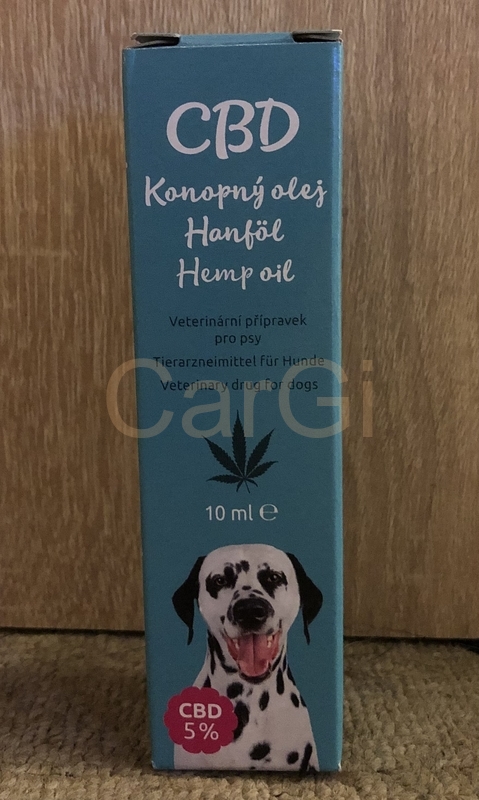 CBD
Konopný olej
Hanföl
Hemp oil
Veterinární přípravek
pro psy
Tierarzneimittel für Hunde
Veterinary drug for dogs
CarGi
10 ml ℮
CBD
5%